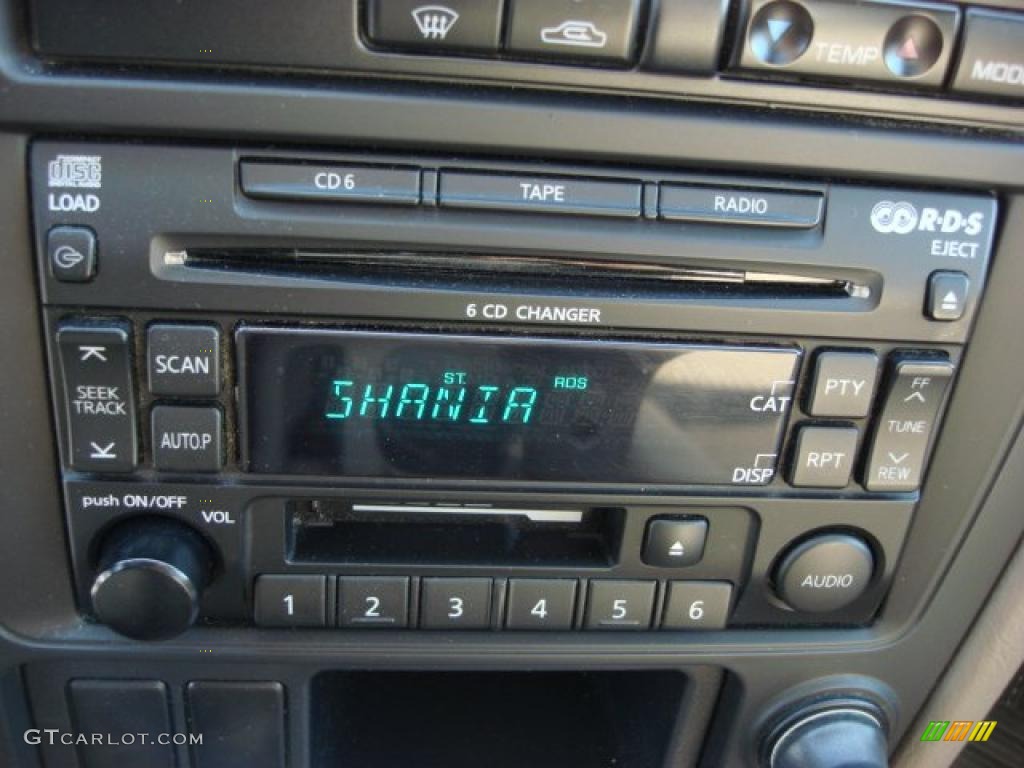 TEMP
MODE
COMPACT
disc
DIGITAL AUDIO
LOAD
CD 6
TAPE
RADIO
R·D·S
EJECT
6 CD CHANGER
SEEK
TRACK
SCAN
AUTO.P
ST
RDS
SHANIA
CAT
DISP
PTY
RPT
FF
TUNE
REW
push ON/OFF
VOL
1 2 3 4 5 6
AUDIO
GTCARLOT.COM